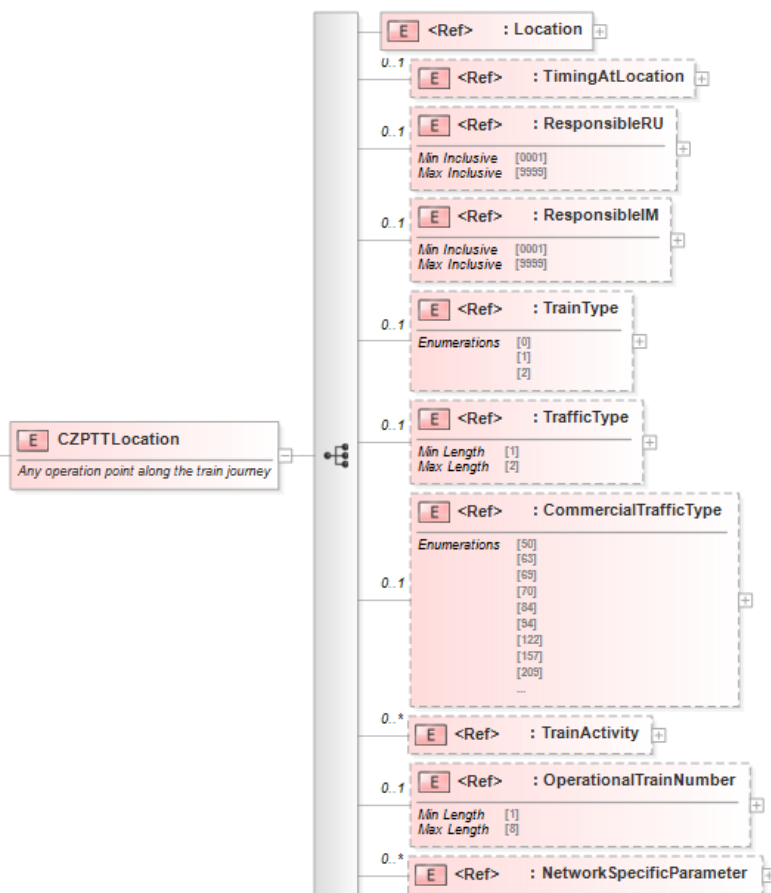 E <Ref> : Location
0..1
E <Ref> : TimingAtLocation
0..1
E <Ref> : ResponsibleRU
Min Inclusive [0001]
Max Inclusive [9999]
0..1
E <Ref> : ResponsibleIM
Min Inclusive [0001]
Max Inclusive [9999]
0..1
E <Ref> : TrainType
Enumerations [0]
[1]
[2]
E CZPTTLocation
Any operation point along the train journey
0..1
E <Ref> : TrafficType
Min Length [1]
Max Length [2]
0..1
E <Ref> : CommercialTrafficType
Enumerations [50]
[63]
[69]
[70]
[84]
[94]
[122]
[157]
[209]
...
0..*
E <Ref> : TrainActivity
0..1
E <Ref> : OperationalTrainNumber
Min Length [1]
Max Length [8]
0..*
E <Ref> : NetworkSpecificParameter